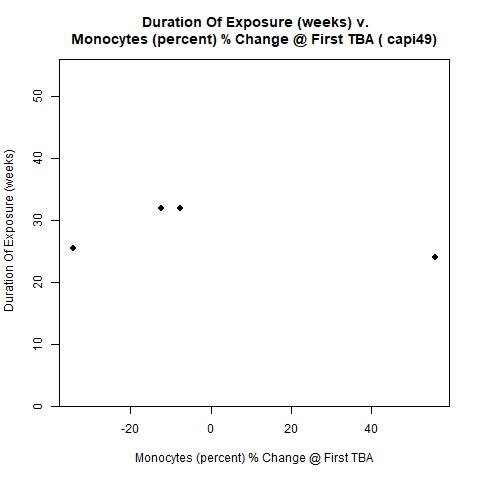 Duration Of Exposure (weeks) v.
Monocytes (percent) % Change @ First TBA ( capi49)
Duration Of Exposure (weeks)
50
40
30
20
10
0
-20 0 20 40
Monocytes (percent) % Change @ First TBA